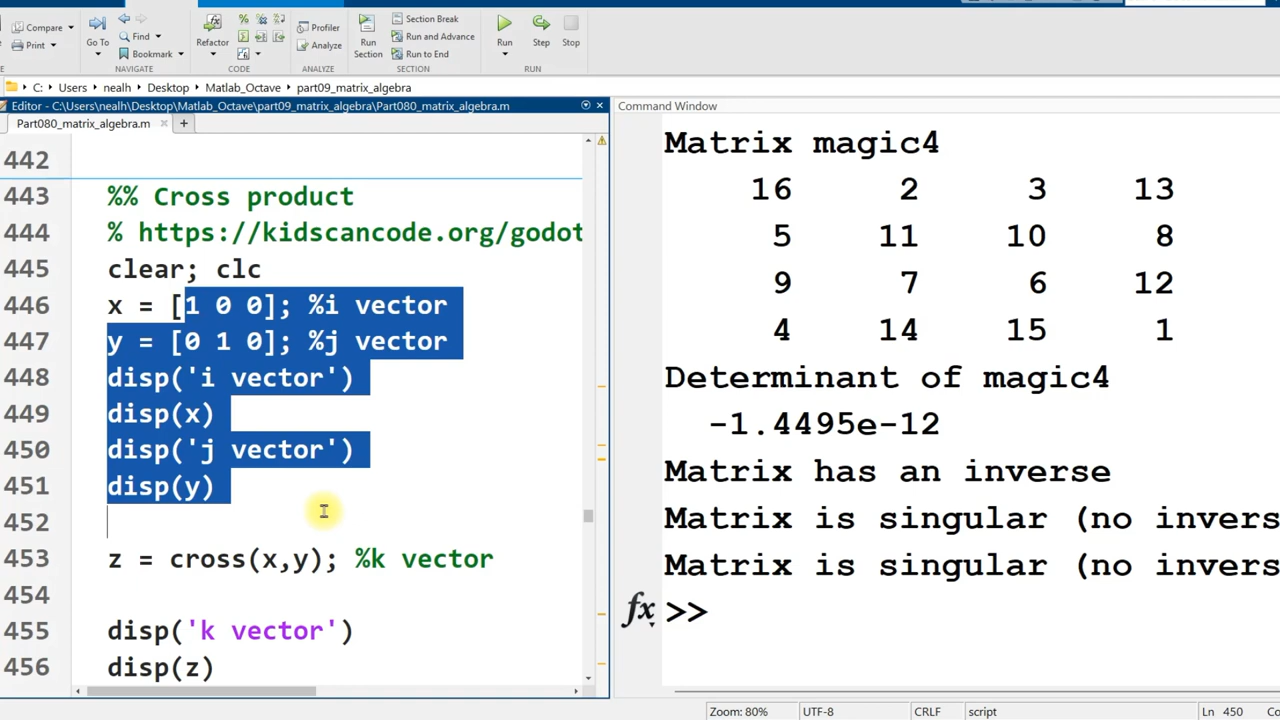 Compare
Print
Go To
Find
Bookmark
NAVIGATE
Refactor
CODE
Profiler
Analyze
ANALYZE
Run
Section
Section Break
Run and Advance
Run to End
SECTION
Run
Step
Stop
RUN
C: Users nealh Desktop Matlab_Octave part09_matrix_algebra
Editor - C:\Users\nealh\Desktop\Matlab_Octave\part09_matrix_algebra\Part080_matrix_algebra.m
Part080_matrix_algebra.m
442
443 %% Cross product
444 % https://kidscancode.org/godot
445 clear; clc
446 x = [1 0 0]; %i vector
447 y = [0 1 0]; %j vector
448 disp('i vector')
449 disp(x)
450 disp('j vector')
451 disp(y)
452
453 z = cross(x,y); %k vector
454
455 disp('k vector')
456 disp(z)
Command Window
Matrix magic4
16 2 3 13
5 11 10 8
9 7 6 12
4 14 15 1
Determinant of magic4
-1.4495e-12
Matrix has an inverse
Matrix is singular (no invers
Matrix is singular (no invers
fx >>
Zoom: 80% UTF-8 CRLF script Ln 450 Co